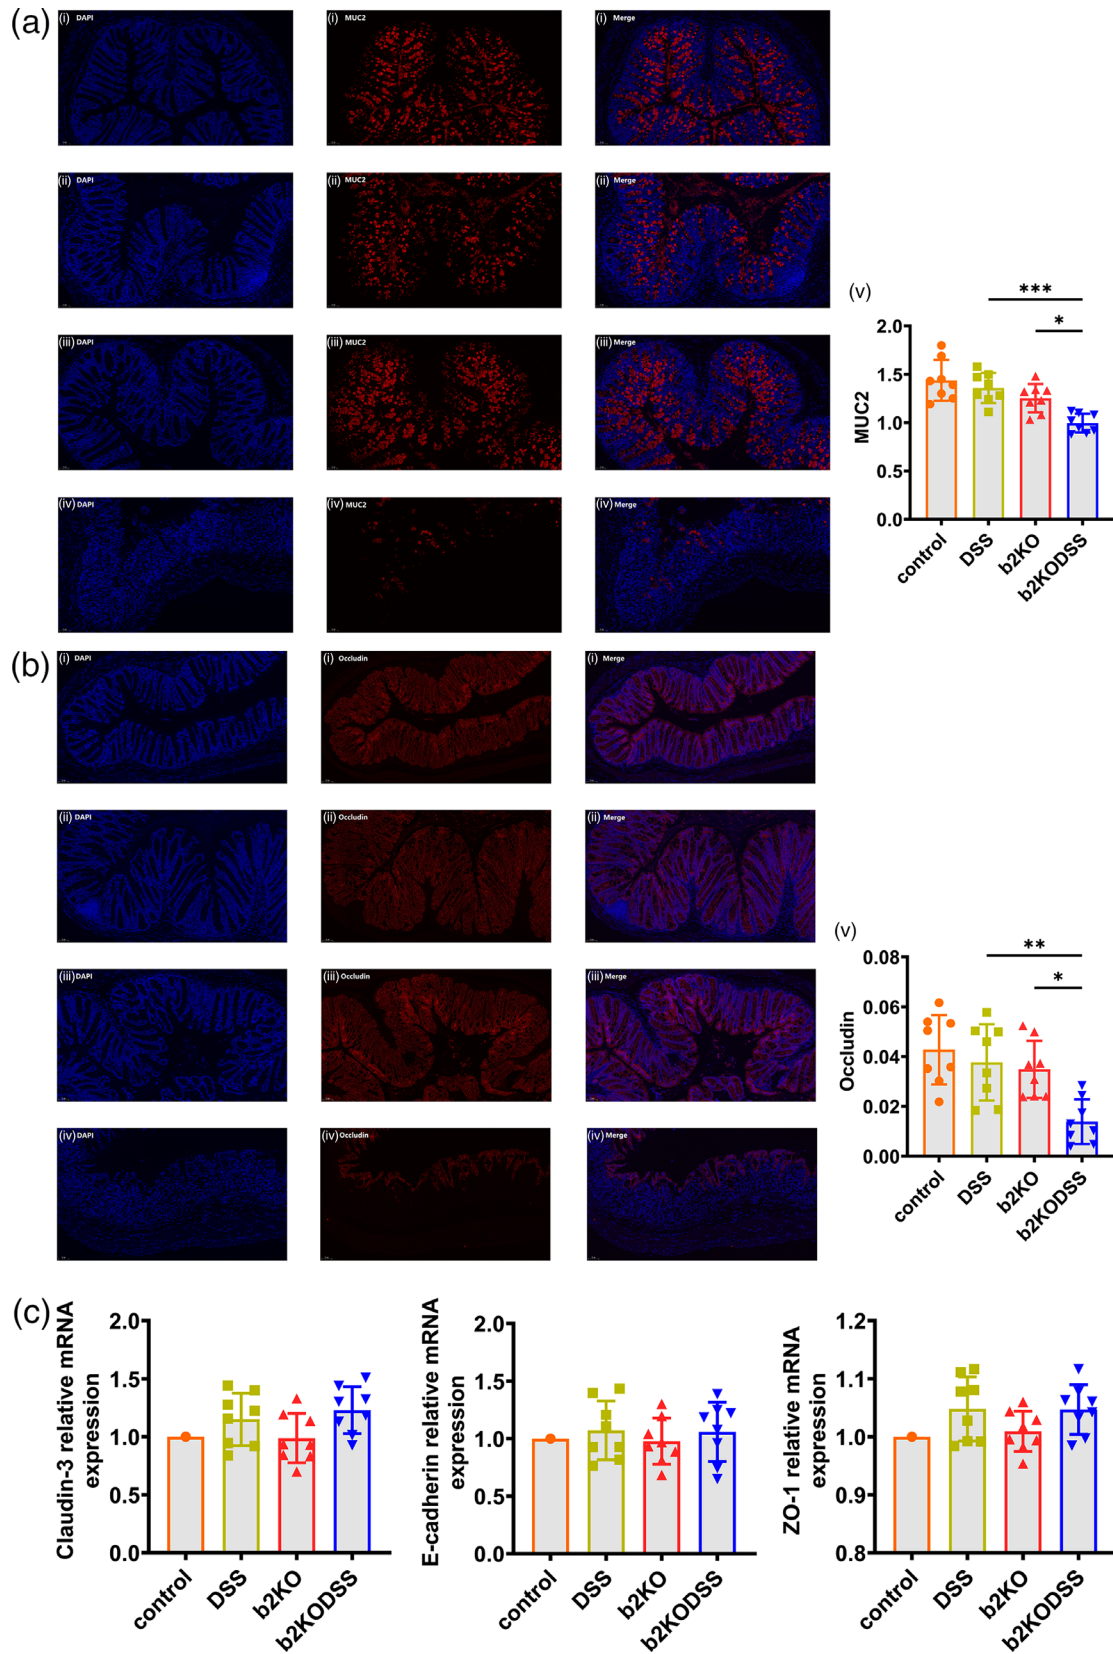 (a)
(i) DAPI
(i) MUC2
(i) Merge
(ii) DAPI
(ii) MUC2
(ii) Merge
(iii) DAPI
(iii) MUC2
(iii) Merge
(iv) DAPI
(iv) MUC2
(iv) Merge
(v)
***
*
MUC2
2.0
1.5
1.0
0.5
0.0
control
DSS
b2KO
b2KODSS
(b)
(i) DAPI
(i) Occludin
(i) Merge
(ii) DAPI
(ii) Occludin
(ii) Merge
(iii) DAPI
(iii) Occludin
(iii) Merge
(iv) DAPI
(iv) Occludin
(iv) Merge
(v)
**
*
Occludin
0.08
0.06
0.04
0.02
0.00
control
DSS
b2KO
b2KODSS
(c)
Claudin-3 relative mRNA
expression
2.0
1.5
1.0
0.5
0.0
control
DSS
b2KO
b2KODSS
E-cadherin relative mRNA
expression
2.0
1.5
1.0
0.5
0.0
control
DSS
b2KO
b2KODSS
ZO-1 relative mRNA
expression
1.2
1.1
1.0
0.9
0.8
control
DSS
b2KO
b2KODSS